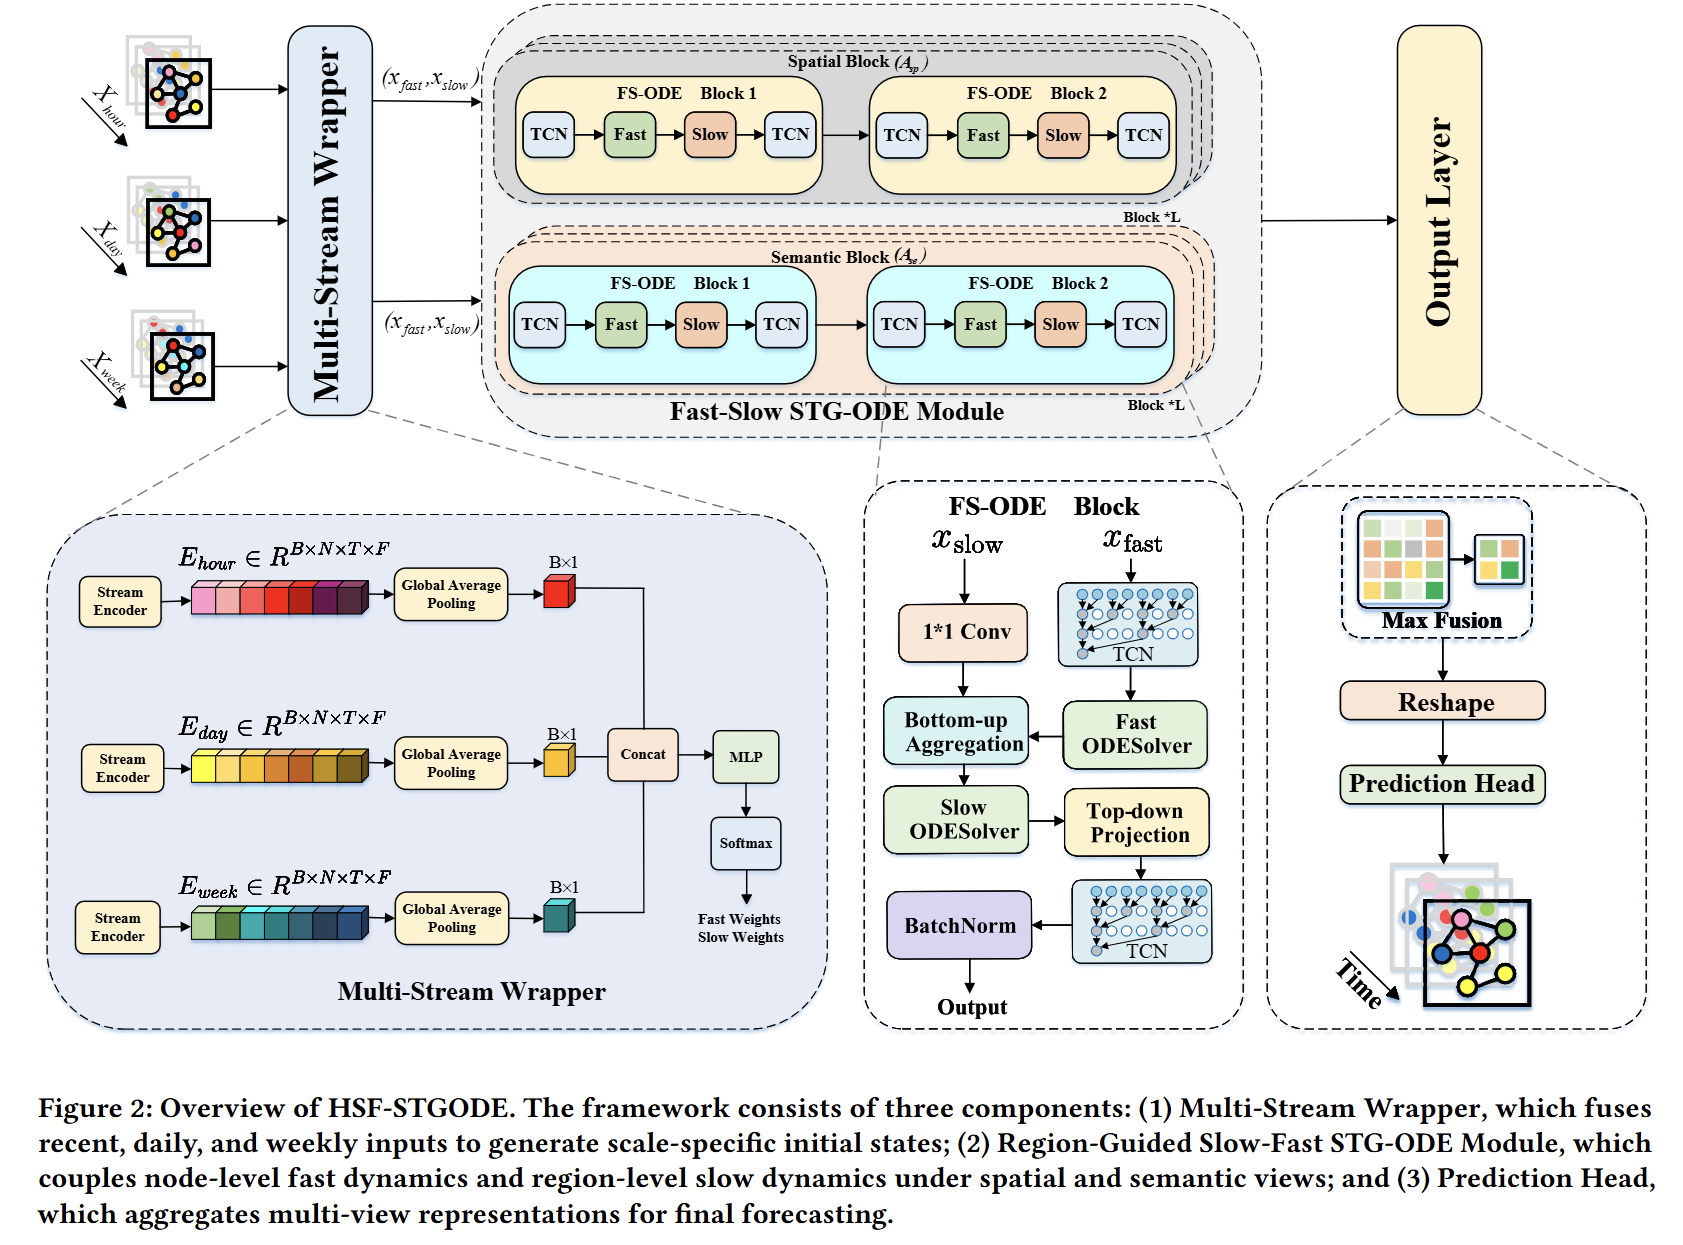 X_hour
X_day
X_week
Multi-Stream Wrapper
(x_fast, x_slow)
(x_fast, x_slow)
Spatial Block (A_sp)
FS-ODE Block 1
TCN Fast Slow TCN
FS-ODE Block 2
TCN Fast Slow TCN
Block *L
Semantic Block (A_se)
FS-ODE Block 1
TCN Fast Slow TCN
FS-ODE Block 2
TCN Fast Slow TCN
Block *L
Fast-Slow STG-ODE Module
Output Layer
Stream
Encoder
E_hour ∈ R^{B×N×T×F}
Global Average
Pooling
B×1
Stream
Encoder
E_day ∈ R^{B×N×T×F}
Global Average
Pooling
B×1
Stream
Encoder
E_week ∈ R^{B×N×T×F}
Global Average
Pooling
B×1
Concat
MLP
Softmax
Fast Weights
Slow Weights
Multi-Stream Wrapper
FS-ODE Block
x_slow
x_fast
1*1 Conv
TCN
Bottom-up
Aggregation
Fast
ODESolver
Slow
ODESolver
Top-down
Projection
BatchNorm
TCN
Output
Max Fusion
Reshape
Prediction Head
Time
Figure 2: Overview of HSF-STGODE. The framework consists of three components: (1) Multi-Stream Wrapper, which fuses
recent, daily, and weekly inputs to generate scale-specific initial states; (2) Region-Guided Slow-Fast STG-ODE Module, which
couples node-level fast dynamics and region-level slow dynamics under spatial and semantic views; and (3) Prediction Head,
which aggregates multi-view representations for final forecasting.